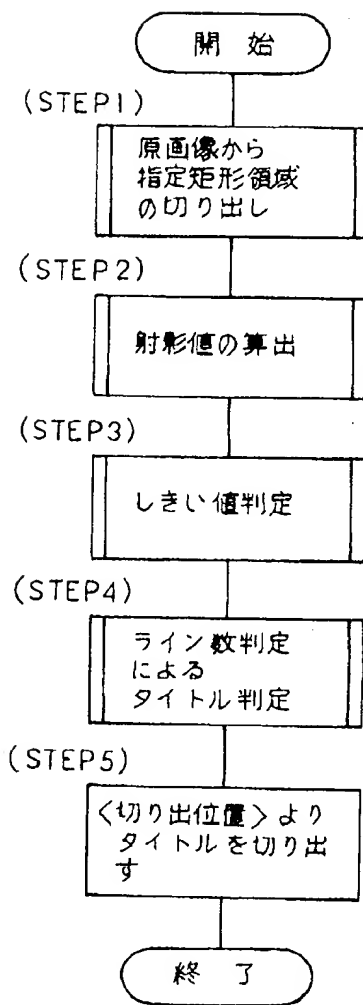 開始
(STEP1)
原画像から
指定矩形領域
の切り出し
(STEP2)
射影値の算出
(STEP3)
しきい値判定
(STEP4)
ライン数判定
による
タイトル判定
(STEP5)
〈切り出位置〉より
タイトルを切り出
す
終了